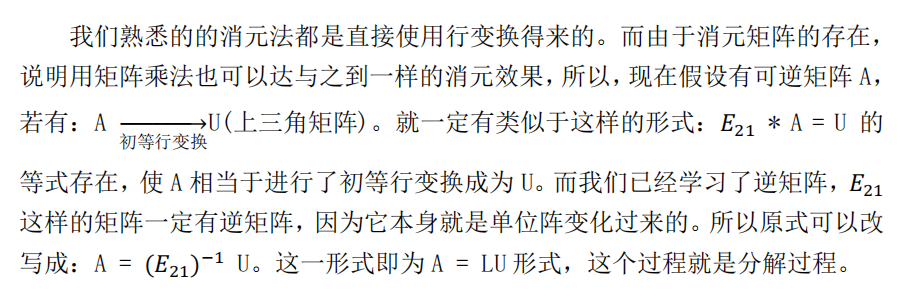 我们熟悉的的消元法都是直接使用行变换得来的。而由于消元矩阵的存在，
说明用矩阵乘法也可以达与之到一样的消元效果，所以，现在假设有可逆矩阵 A，
若有：A ⟶ U(上三角矩阵)。就一定有类似于这样的形式：E₂₁ * A = U 的
初等行变换
等式存在，使 A 相当于进行了初等行变换成为 U。而我们已经学习了逆矩阵，E₂₁
这样的矩阵一定有逆矩阵，因为它本身就是单位阵变化过来的。所以原式可以改
写成：A = (E₂₁)⁻¹ U。这一形式即为 A = LU 形式，这个过程就是分解过程。